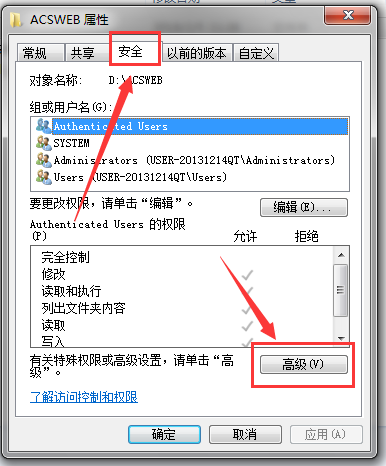 ACSWEB 属性
常规
共享
安全
以前的版本
自定义
对象名称: D:\ACSWEB
组或用户名(G):
Authenticated Users
SYSTEM
Administrators (USER-20131214QT\Administrators)
Users (USER-20131214QT\Users)
要更改权限，请单击“编辑”。
编辑(E)...
Authenticated Users 的权限
(P) 允许 拒绝
完全控制
修改
读取和执行
列出文件夹内容
读取
写入
有关特殊权限或高级设置，请单击“高
级”。
高级(V)
了解访问控制和权限
确定
取消
应用(A)